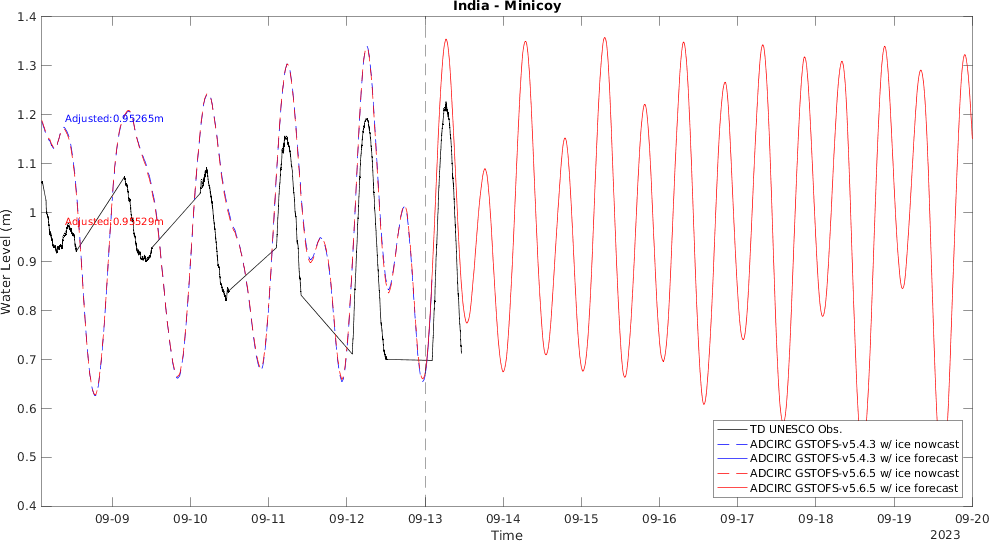 India - Minicoy
1.4
1.3
1.2
1.1
1
0.9
0.8
0.7
0.6
0.5
0.4
Water Level (m)
Adjusted:0.95265m
Adjusted:0.95529m
TD UNESCO Obs.
ADCIRC GSTOFS-v5.4.3 w/ ice nowcast
ADCIRC GSTOFS-v5.4.3 w/ ice forecast
ADCIRC GSTOFS-v5.6.5 w/ ice nowcast
ADCIRC GSTOFS-v5.6.5 w/ ice forecast
09-09 09-10 09-11 09-12 09-13 09-14 09-15 09-16 09-17 09-18 09-19 09-20
Time
2023